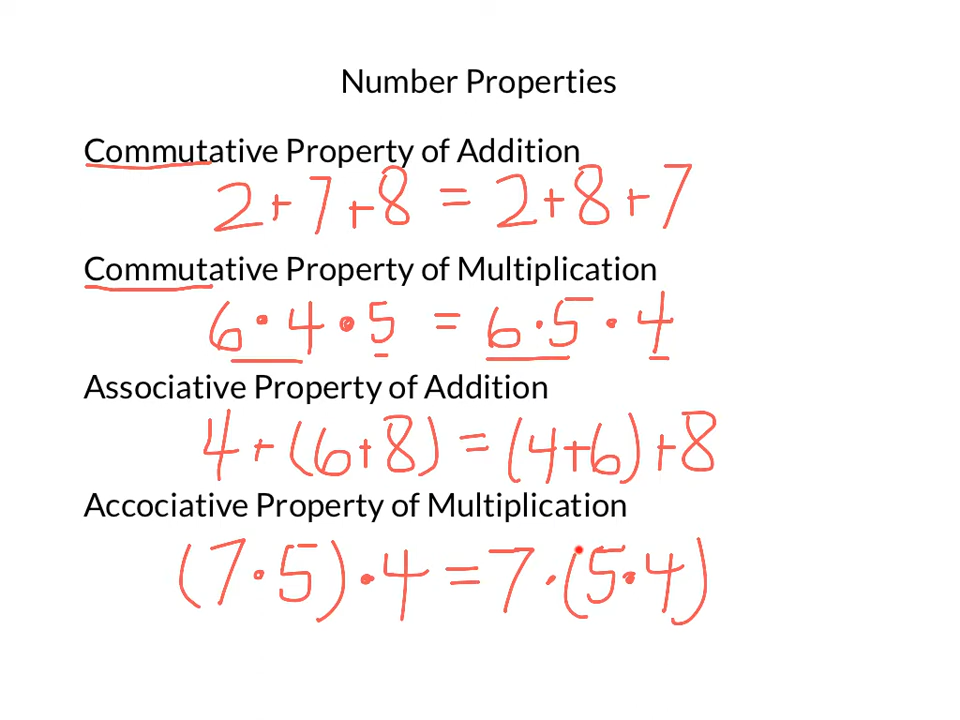 Number Properties
Commutative Property of Addition
2+7+8 = 2+8+7
Commutative Property of Multiplication
6·4·5 = 6·5·4
Associative Property of Addition
4+(6+8)=(4+6)+8
Accociative Property of Multiplication
(7·5)·4=7·(5·4)